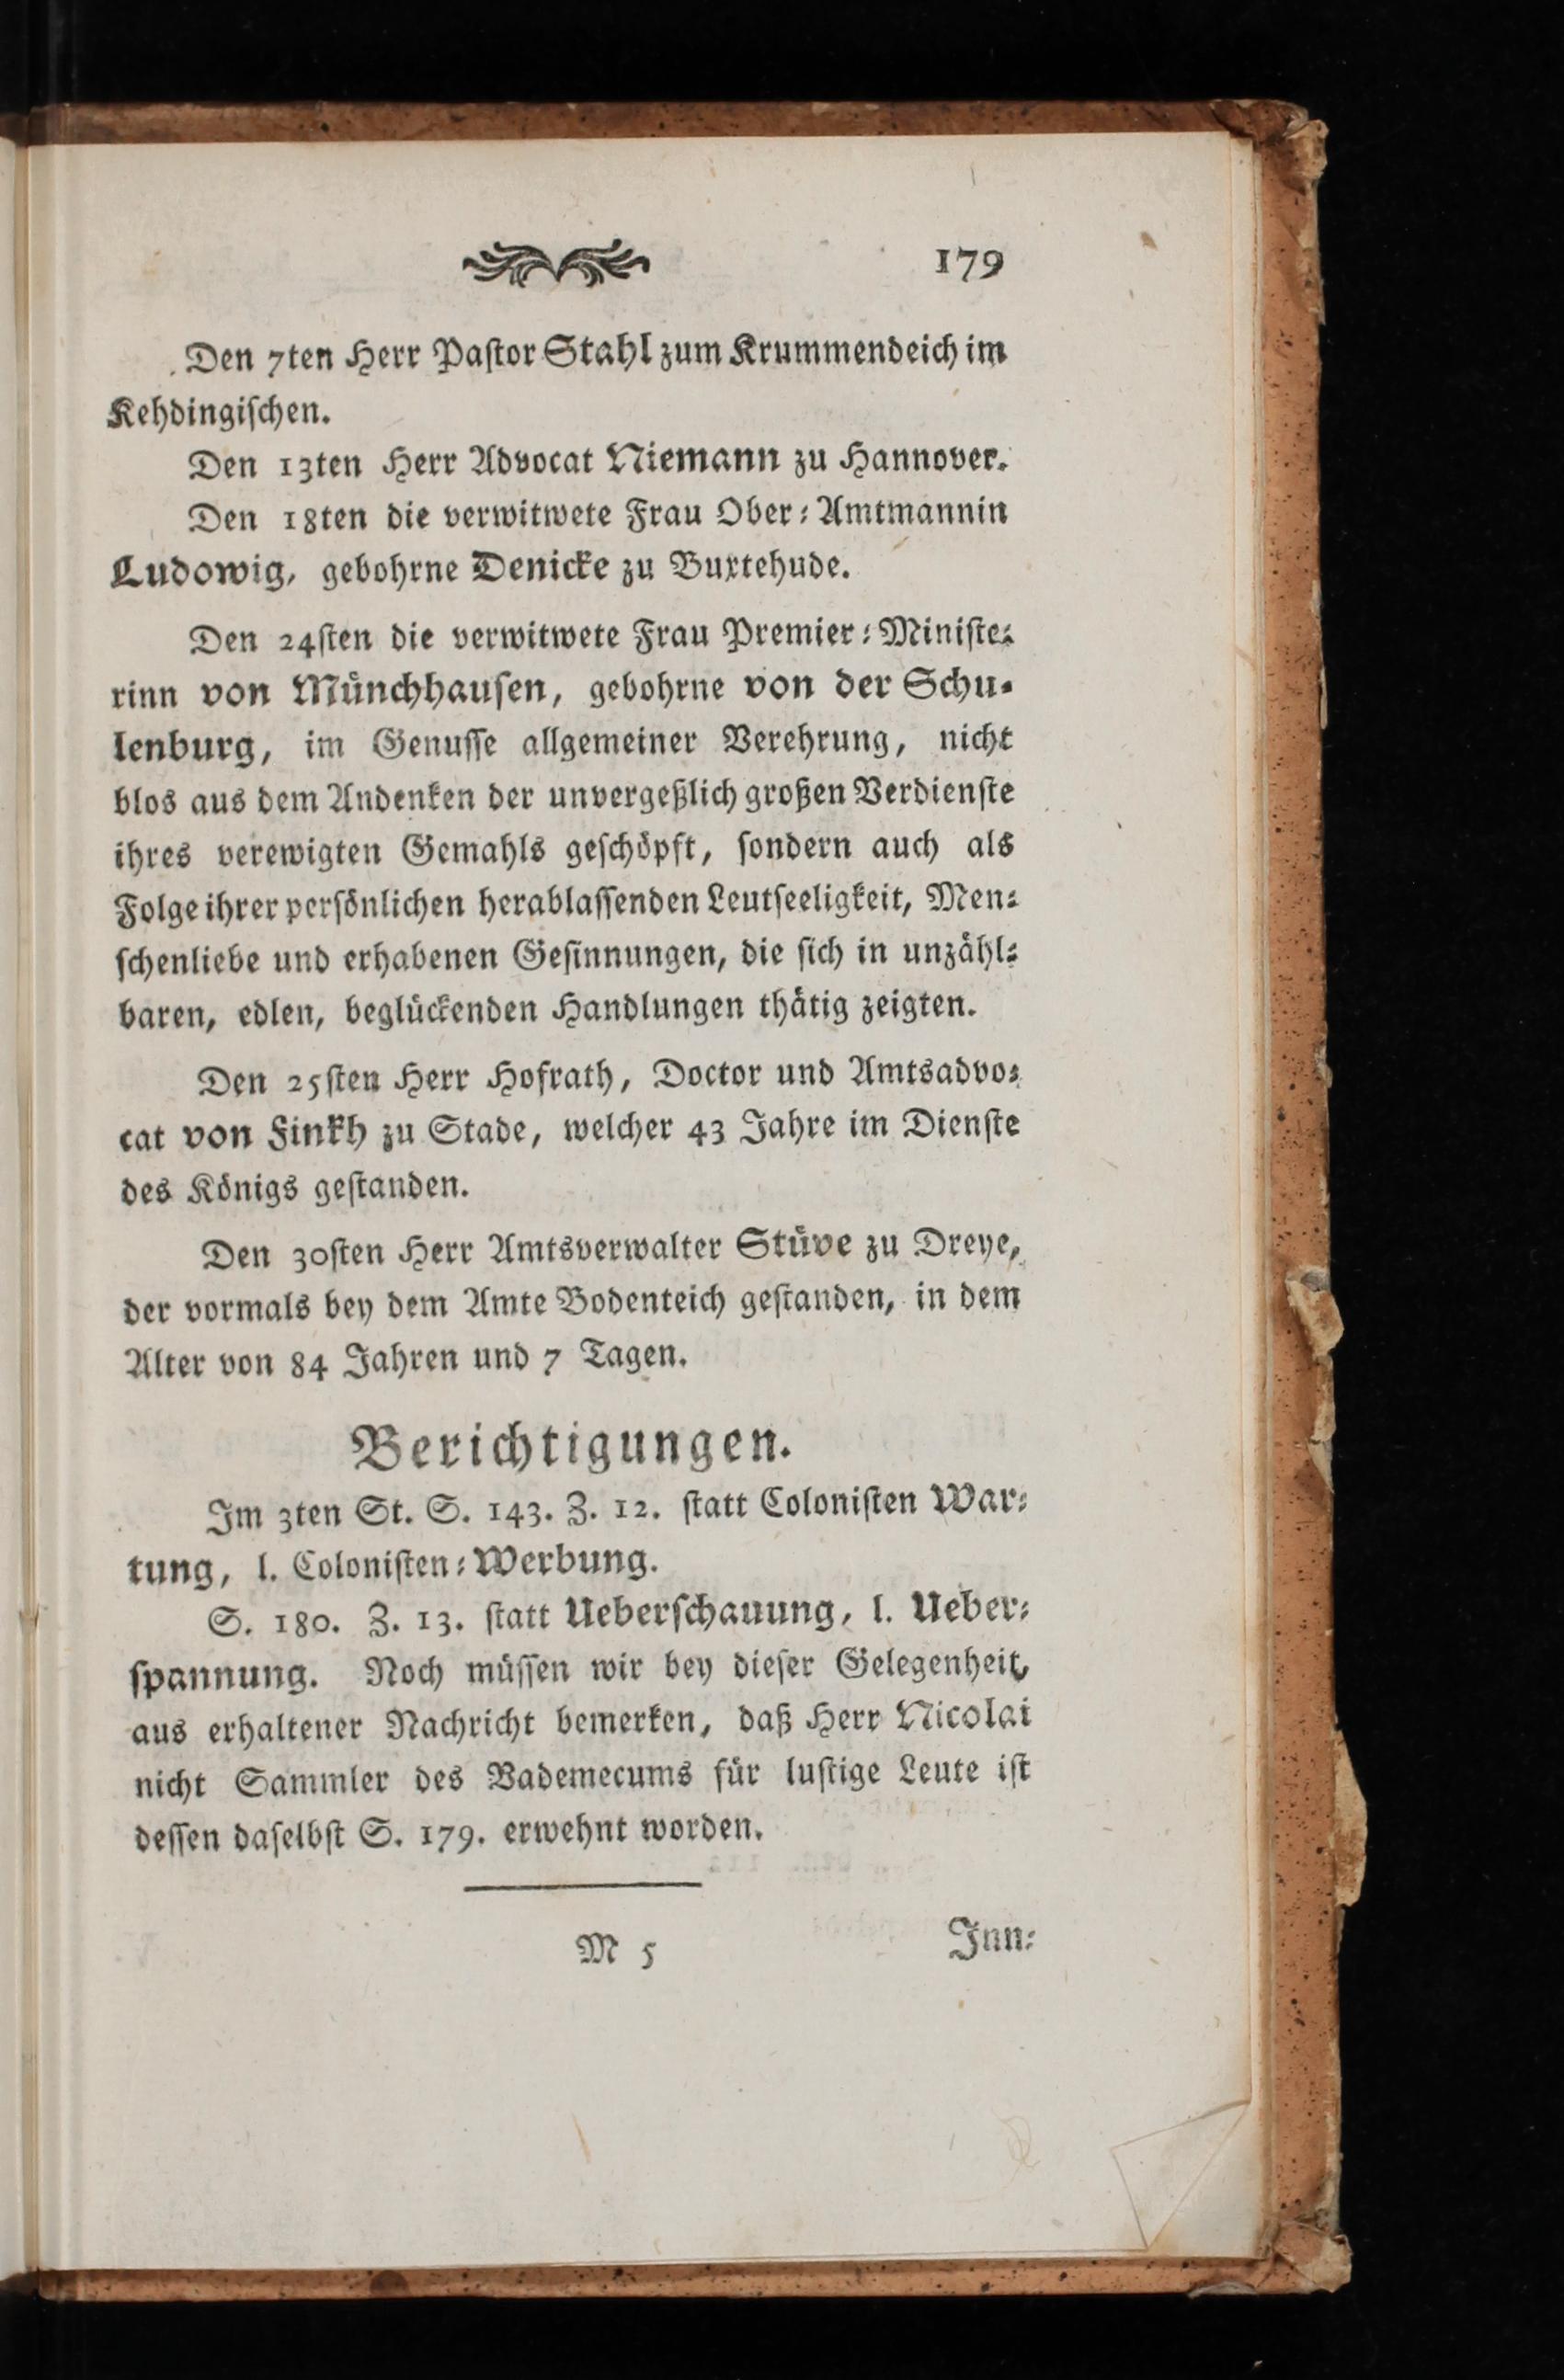 179
Den 7ten Herr Paſtor Stahl zum Krummendeich im
Kehdingiſchen.
Den 13ten Herr Advocat Niemann zu Hannover.
Den 18ten die verwitwete Frau Ober⸗Amtmannin
Ludowig, gebohrne Denicke zu Buxtehude.
Den 24ſten die verwitwete Frau Premier⸗Miniſte⸗
rinn von Münchhauſen, gebohrne von der Schu⸗
lenburg, im Genuſſe allgemeiner Verehrung, nicht
blos aus dem Andenken der unvergeßlich großen Verdienſte
ihres verewigten Gemahls geſchöpft, ſondern auch als
Folge ihrer perſönlichen herablaſſenden Leutſeeligkeit, Men⸗
ſchenliebe und erhabenen Geſinnungen, die ſich in unzähl⸗
baren, edlen, beglückenden Handlungen thätig zeigten.
Den 25ſten Herr Hofrath, Doctor und Amtsadvo⸗
cat von Finkh zu Stade, welcher 43 Jahre im Dienſte
des Königs geſtanden.
Den 30ſten Herr Amtsverwalter Stüve zu Dreye,
der vormals bey dem Amte Bodenteich geſtanden, in dem
Alter von 84 Jahren und 7 Tagen.
Berichtigungen.
Im 3ten St. S. 143. Z. 12. ſtatt Coloniſten War⸗
tung, l. Coloniſten⸗Werbung.
S. 180. Z. 13. ſtatt Ueberſchauung, l. Ueber⸗
ſpannung. Noch müſſen wir bey dieſer Gelegenheit,
aus erhaltener Nachricht bemerken, daß Herr Nicolai
nicht Sammler des Vademecums für luſtige Leute iſt
deſſen daſelbſt S. 179. erwehnt worden.
M 5
Inn⸗